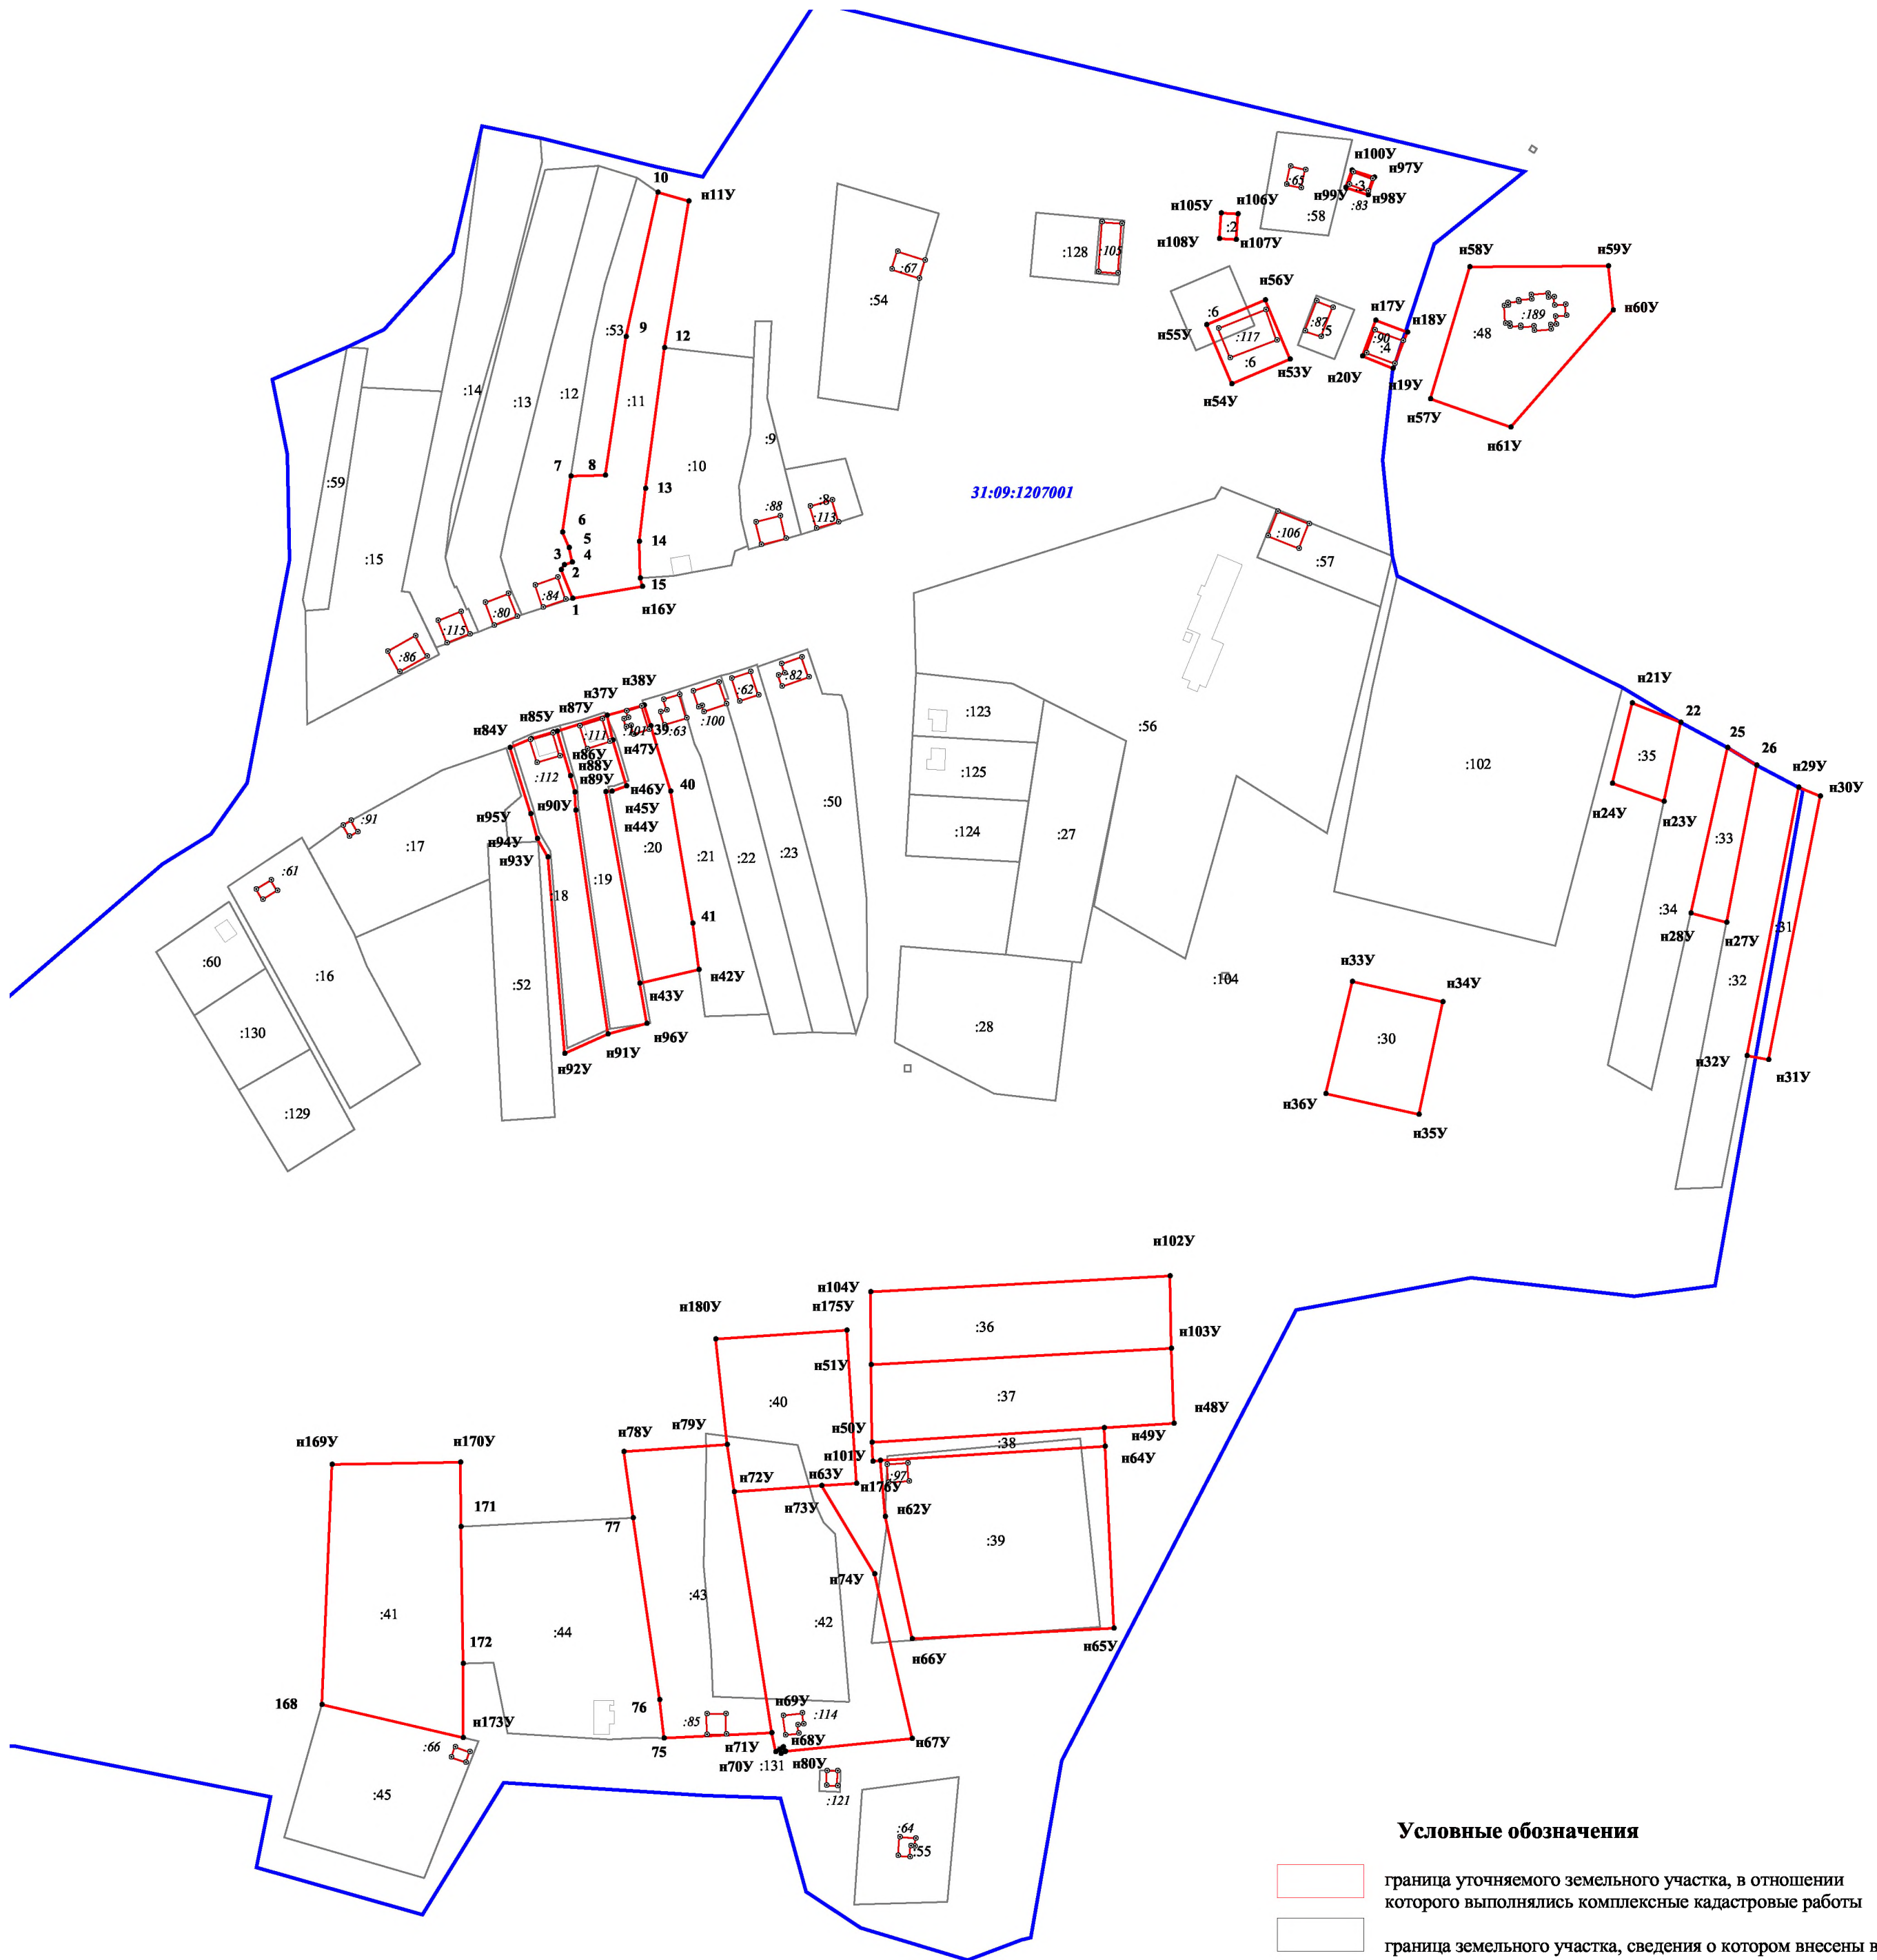 н100У
н97У
:65
:3
н99У
н98У
:83
10
н11У
н105У
н106У
:2
:58
н108У
н107У
:128
:105
н58У
н59У
:67
н56У
:54
:6
:87
:5
н17У
н18У
:189
н60У
:53
9
12
н55У
:117
:90
:4
:48
:6
н53У
н20У
н19У
н54У
н57У
:14
:13
:12
:11
н61У
:9
:59
7
8
:10
13
31:09:1207001
:8
:88
:113
6
5
14
:106
:15
3
4
:57
2
15
:84
1
н16У
:80
:115
:86
:62
:82
н38У
н37У
н21У
н87У
:100
22
н85У
:123
н84У
:111
:101
39
:63
:56
25
н47У
26
н86У
:35
:102
н88У
:125
н29У
:112
н89У
н46У
40
н30У
н24У
н90У
н45У
:50
н95У
:91
н44У
н23У
:124
:27
:33
н94У
:17
:20
:21
:22
:23
н93У
:61
:18
:19
:34
41
:31
н28У
н27У
:60
:16
:52
н42У
:104
н33У
:32
н43У
н34У
:130
:28
:30
н96У
н91У
н32У
н92У
н31У
н36У
:129
н35У
н102У
н104У
н180У
н175У
:36
н103У
н51У
:37
:40
н48У
н79У
н50У
н78У
н49У
н169У
н170У
:38
н101У
н64У
:97
н72У
н63У
н176У
171
н73У
77
н62У
:39
н74У
:43
:41
:42
:44
172
н65У
н66У
168
76
н69У
:85
:114
н173У
н68У
н67У
75
н71У
:66
н70У
:131
н80У
:45
:121
:64
:55
Условные обозначения
граница уточняемого земельного участка, в отношении
которого выполнялись комплексные кадастровые работы
граница земельного участка, сведения о котором внесены в